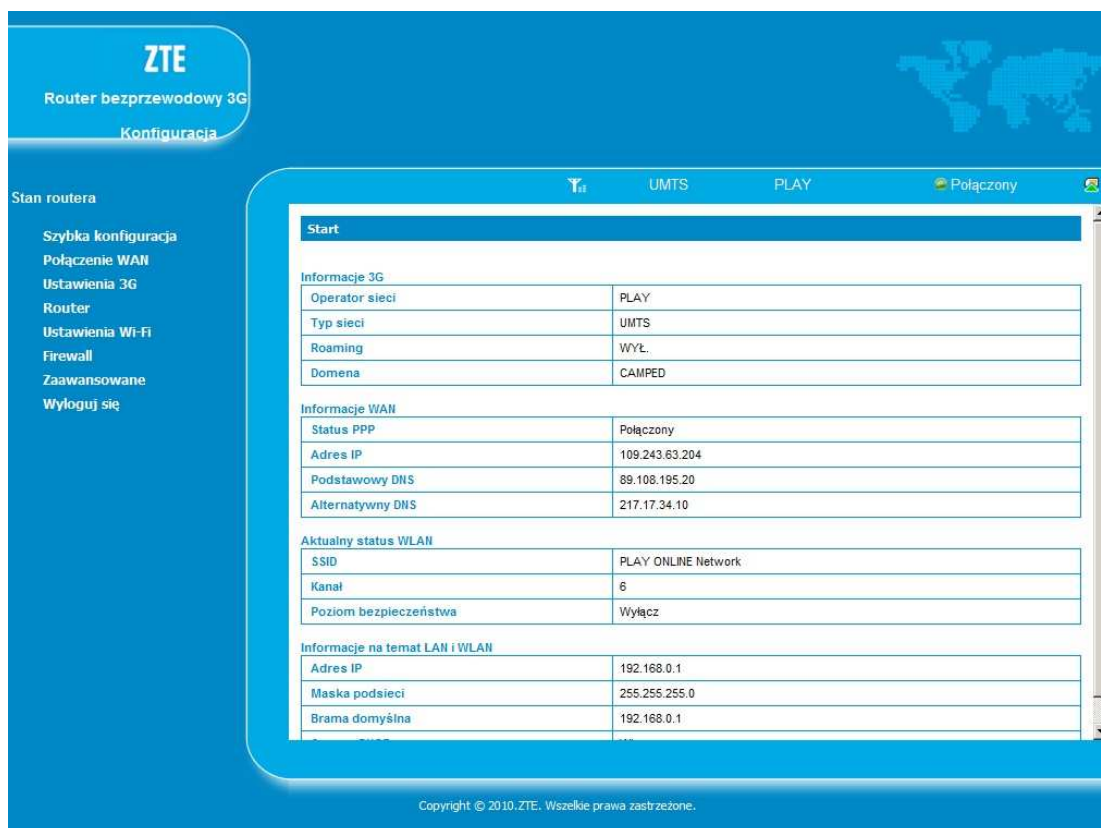 ZTE
Router bezprzewodowy 3G
Konfiguracja
UMTS PLAY Połączony
Stan routera
Szybka konfiguracja
Połączenie WAN
Ustawienia 3G
Router
Ustawienia Wi-Fi
Firewall
Zaawansowane
Wyloguj się
Start
Informacje 3G
Operator sieci PLAY
Typ sieci UMTS
Roaming WYŁ.
Domena CAMPED
Informacje WAN
Status PPP Połączony
Adres IP 109.243.63.204
Podstawowy DNS 89.108.195.20
Alternatywny DNS 217.17.34.10
Aktualny status WLAN
SSID PLAY ONLINE Network
Kanał 6
Poziom bezpieczeństwa Wyłącz
Informacje na temat LAN i WLAN
Adres IP 192.168.0.1
Maska podsieci 255.255.255.0
Brama domyślna 192.168.0.1
Copyright © 2010.ZTE. Wszelkie prawa zastrzeżone.